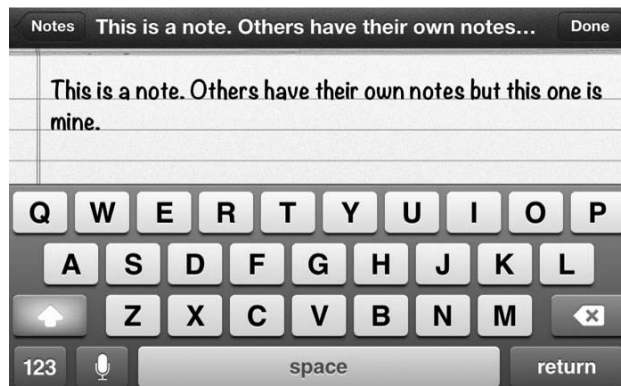 Notes This is a note. Others have their own notes... Done
This is a note. Others have their own notes but this one is
mine.
Q W E R T Y U I O P
A S D F G H J K L
Z X C V B N M
123 space return